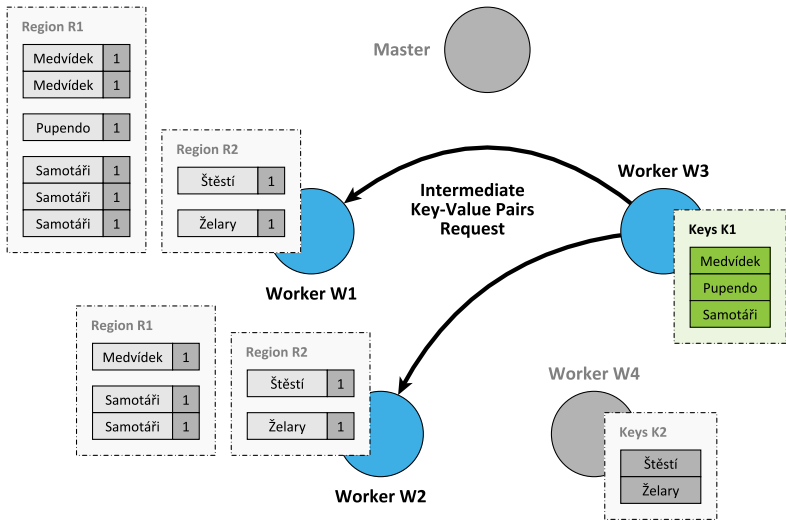 Region R1
Medvídek 1
Medvídek 1
Pupendo 1
Samotáři 1
Samotáři 1
Samotáři 1
Region R2
Štěstí 1
Želary 1
Worker W1
Master
Intermediate
Key-Value Pairs
Request
Worker W3
Keys K1
Medvídek
Pupendo
Samotáři
Region R1
Medvídek 1
Samotáři 1
Samotáři 1
Region R2
Štěstí 1
Želary 1
Worker W2
Worker W4
Keys K2
Štěstí
Želary